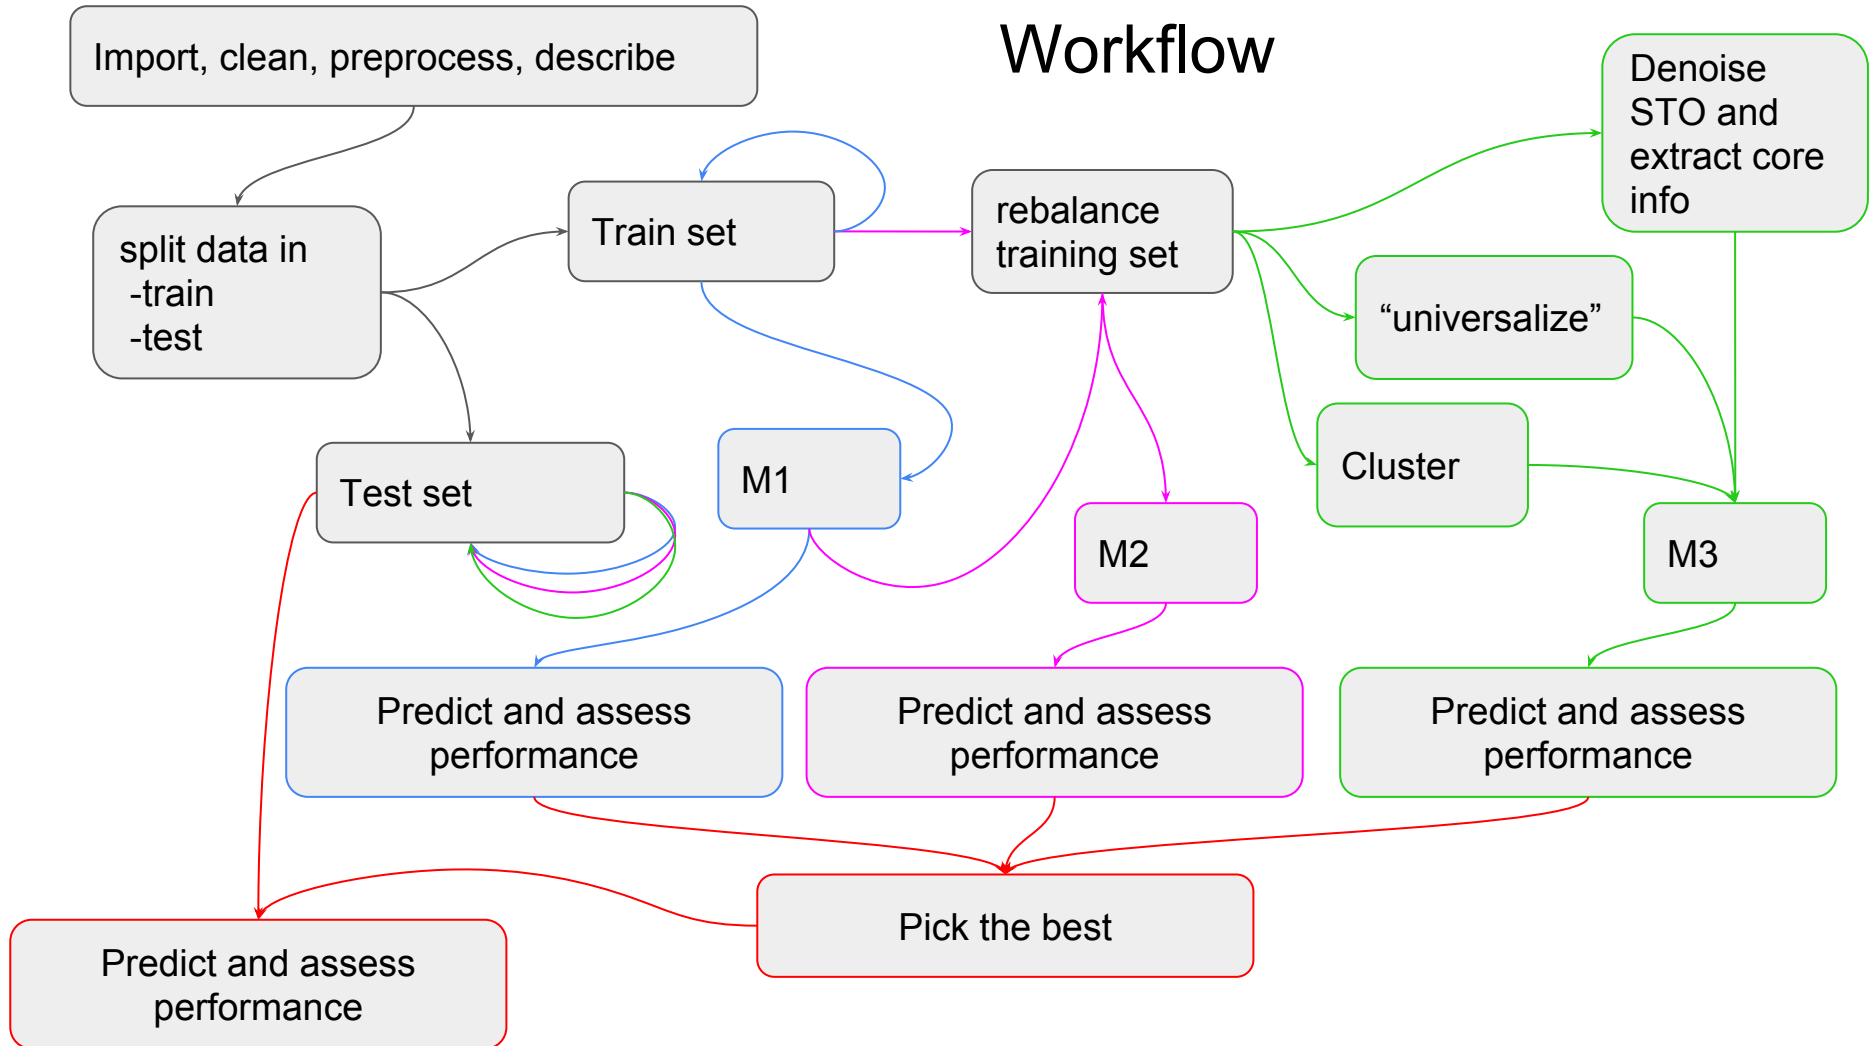 Workflow
Import, clean, preprocess, describe
Denoise
STO and
extract core
info
split data in
-train
-test
Train set
rebalance
training set
“universalize”
Test set
M1
Cluster
M2
M3
Predict and assess
performance
Predict and assess
performance
Predict and assess
performance
Pick the best
Predict and assess
performance